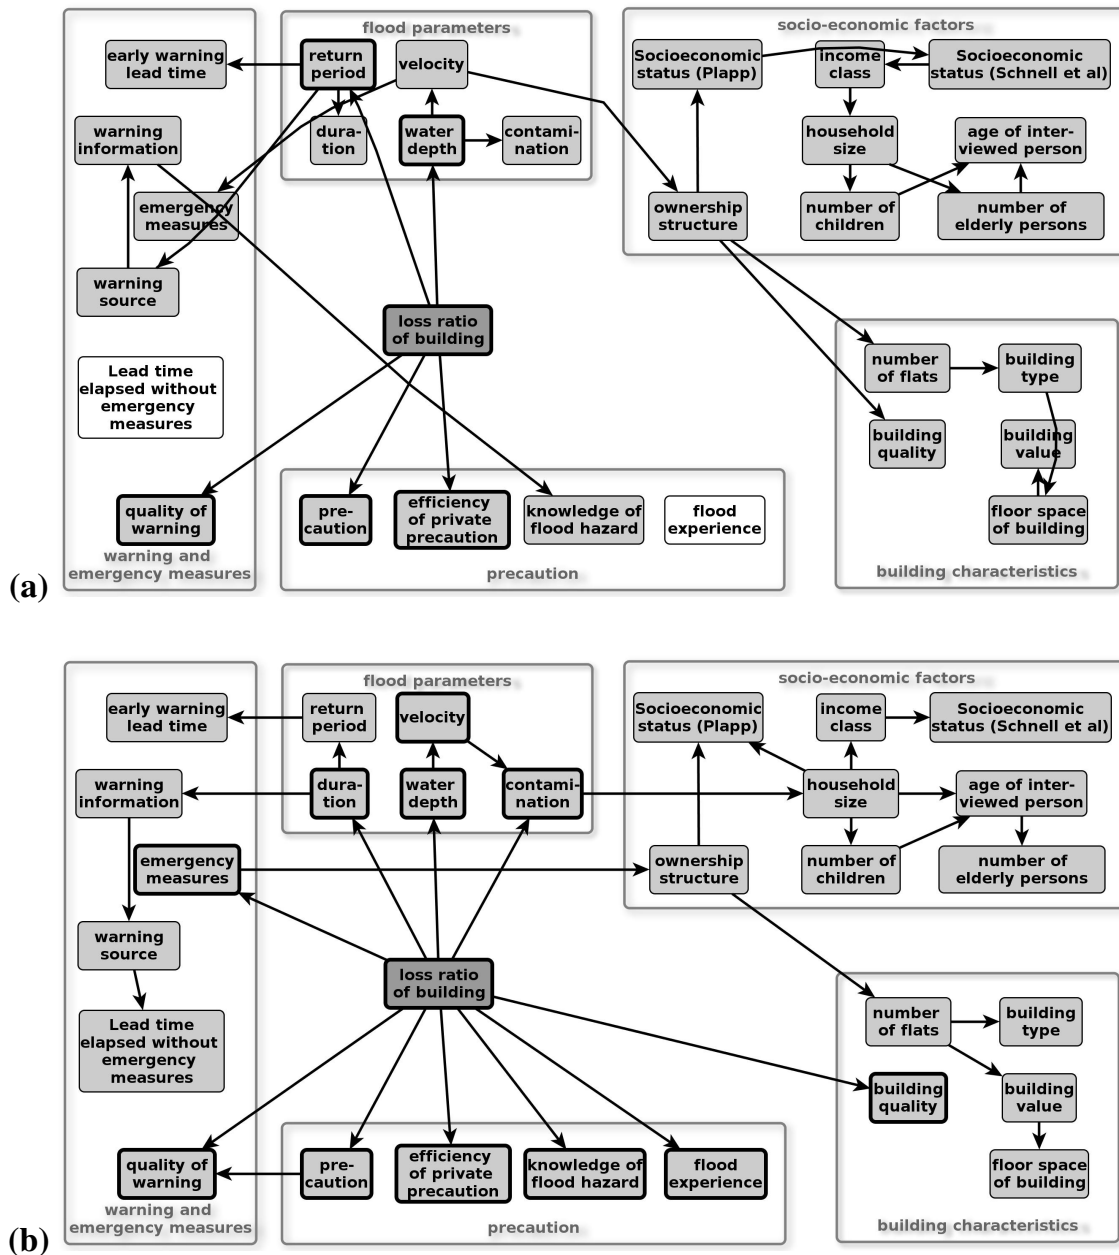 flood parameters
socio-economic factors
early warning
lead time
return
period
velocity
Socioeconomic
status (Plapp)
income
class
Socioeconomic
status (Schnell et al)
warning
information
dura-
tion
water
depth
contami-
nation
household
size
age of inter-
viewed person
emergency
measures
ownership
structure
number of
children
number of
elderly persons
warning
source
loss ratio
of building
number
of flats
building
type
Lead time
elapsed without
emergency
measures
building
quality
building
value
quality of
warning
pre-
caution
efficiency
of private
precaution
knowledge of
flood hazard
flood
experience
floor space
of building
warning and
emergency measures
precaution
building characteristics
(a)
flood parameters
socio-economic factors
early warning
lead time
return
period
velocity
Socioeconomic
status (Plapp)
income
class
Socioeconomic
status (Schnell et al)
warning
information
dura-
tion
water
depth
contami-
nation
household
size
age of inter-
viewed person
emergency
measures
ownership
structure
number of
children
number of
elderly persons
warning
source
loss ratio
of building
number
of flats
building
type
Lead time
elapsed without
emergency
measures
building
quality
building
value
quality of
warning
pre-
caution
efficiency
of private
precaution
knowledge of
flood hazard
flood
experience
floor space
of building
warning and
emergency measures
precaution
building characteristics
(b)